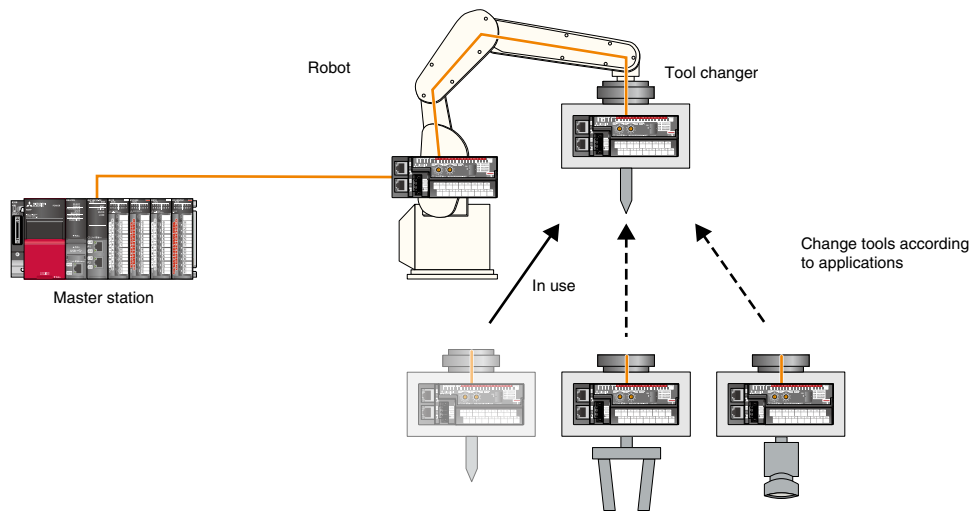 Robot
Tool changer
Change tools according
to applications
In use
Master station